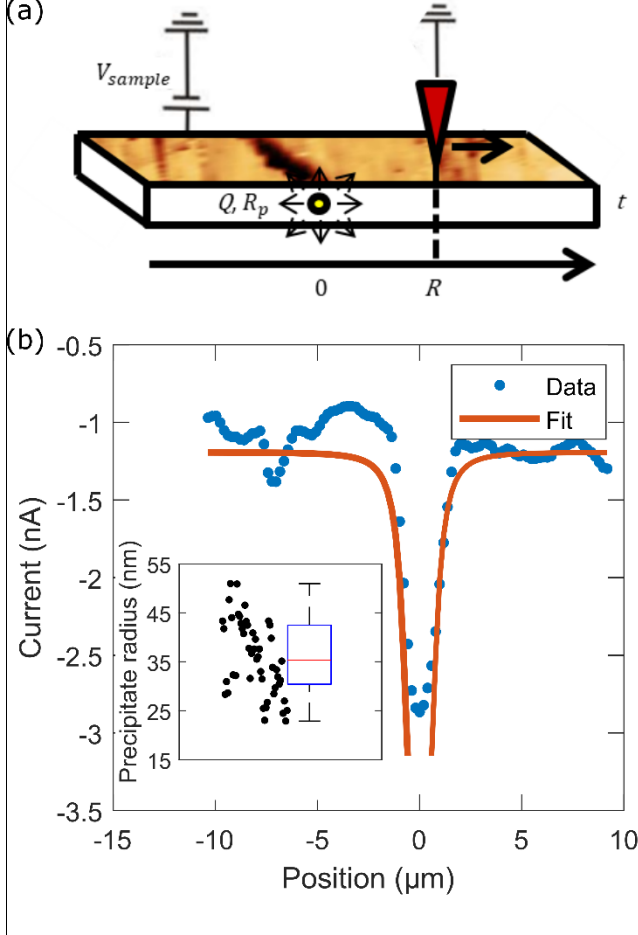 (a)
V_sample
Q, R_p
t
0
R
(b)
-0.5
-1
-1.5
-2
-2.5
-3
-3.5
Current (nA)
Data
Fit
55
45
35
25
15
Precipitate radius (nm)
-15
-10
-5
0
5
10
Position (μm)